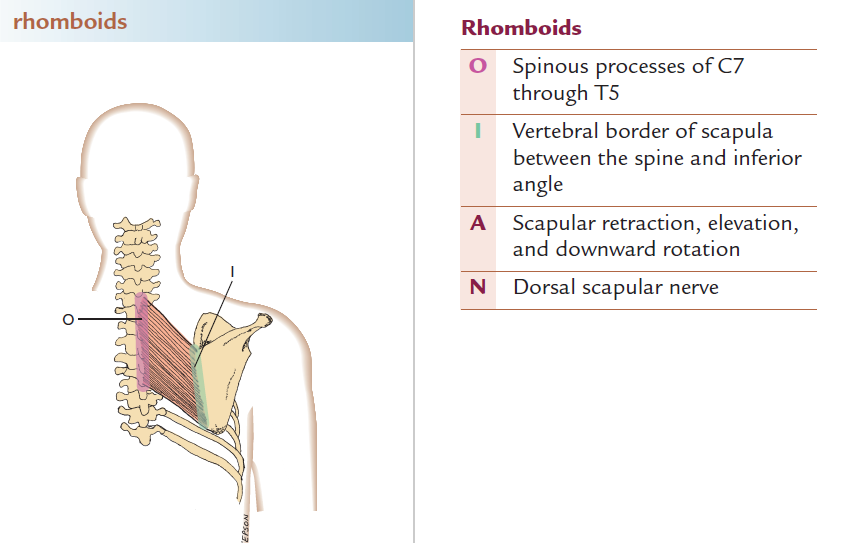 rhomboids
I
O
EPSON
Rhomboids
O Spinous processes of C7
through T5
I Vertebral border of scapula
between the spine and inferior
angle
A Scapular retraction, elevation,
and downward rotation
N Dorsal scapular nerve